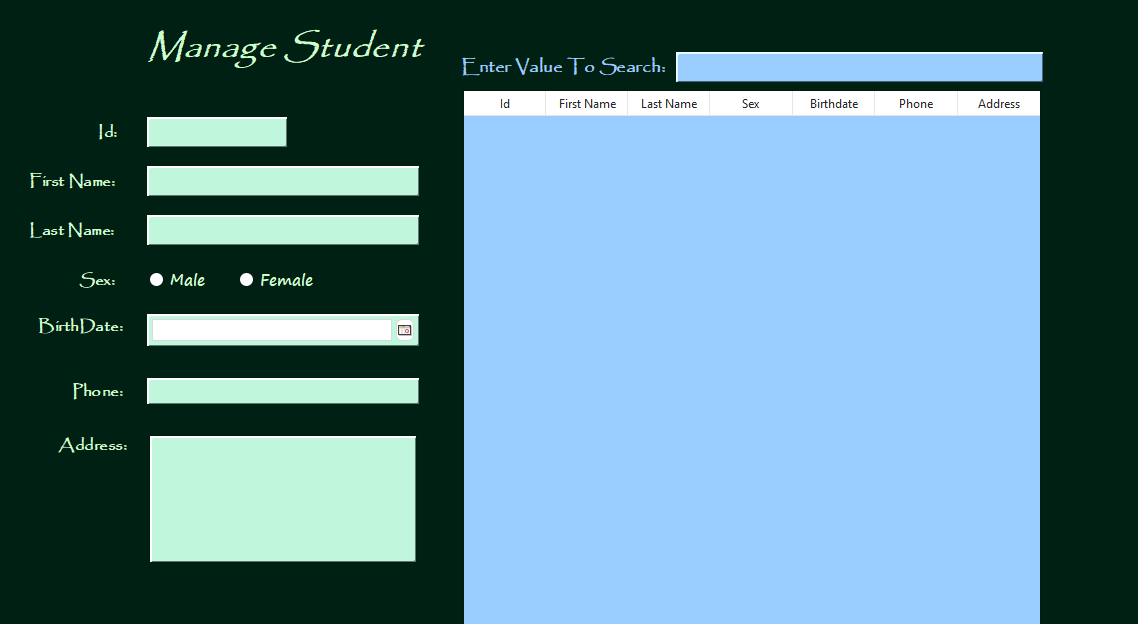 Manage Student
Enter Value To Search:
Id First Name Last Name Sex Birthdate Phone Address
Id:
First Name:
Last Name:
Sex: Male Female
BirthDate:
Phone:
Address: